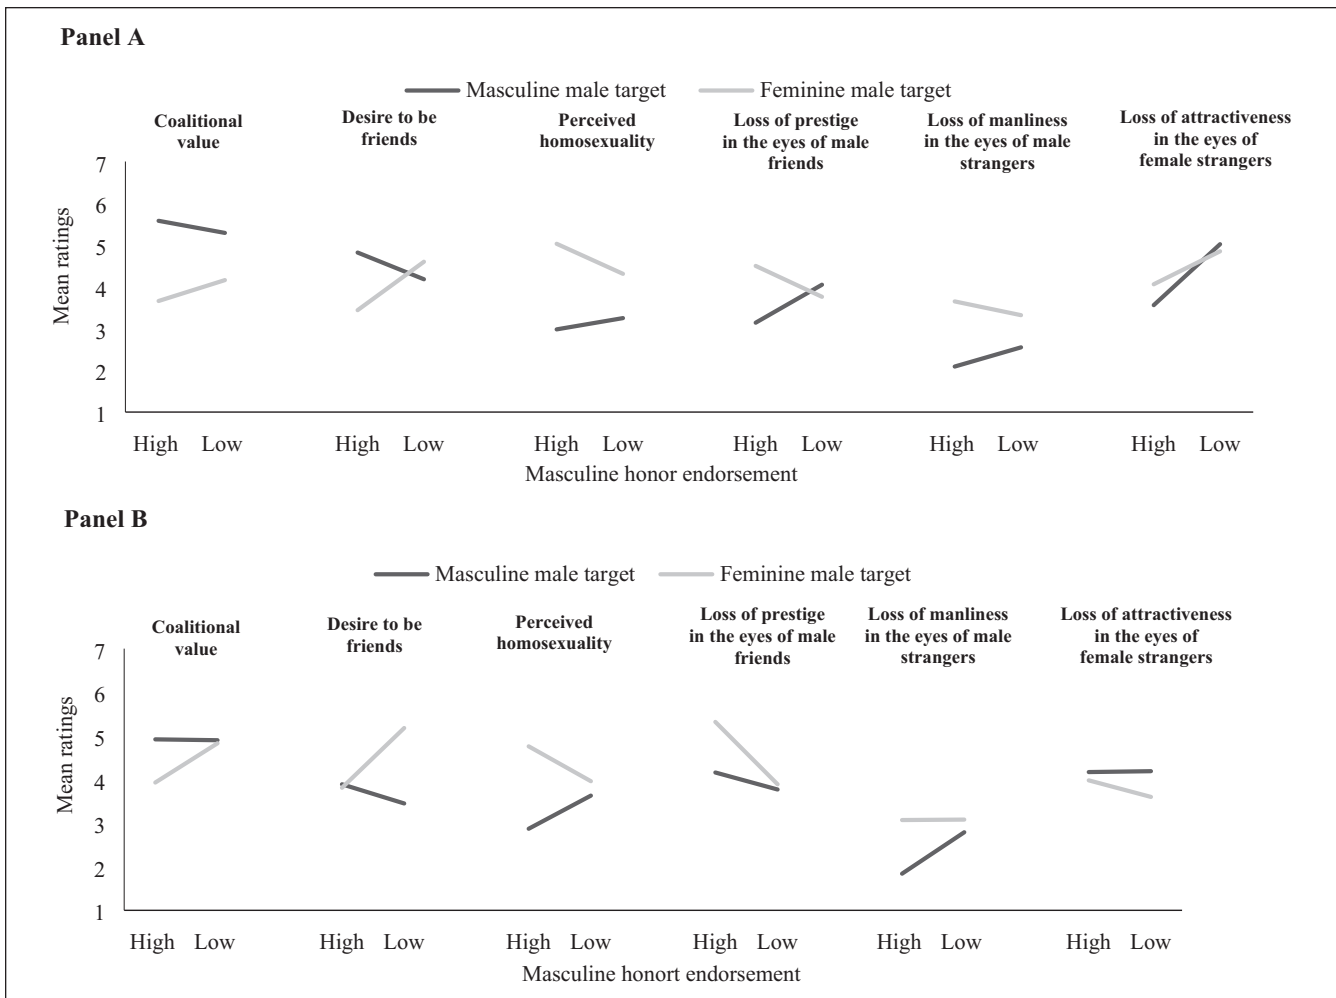 Panel A
Masculine male target
Feminine male target
Coalitional
value
Desire to be
friends
Perceived
homosexuality
Loss of prestige
in the eyes of male
friends
Loss of manliness
in the eyes of male
strangers
Loss of attractiveness
in the eyes of
female strangers
Mean ratings
7
6
5
4
3
2
1
High Low
High Low
High Low
High Low
High Low
High Low
Masculine honor endorsement
Panel B
Masculine male target
Feminine male target
Coalitional
value
Desire to be
friends
Perceived
homosexuality
Loss of prestige
in the eyes of male
friends
Loss of manliness
in the eyes of male
strangers
Loss of attractiveness
in the eyes of
female strangers
Mean ratings
7
6
5
4
3
2
1
High Low
High Low
High Low
High Low
High Low
High Low
Masculine honort endorsement